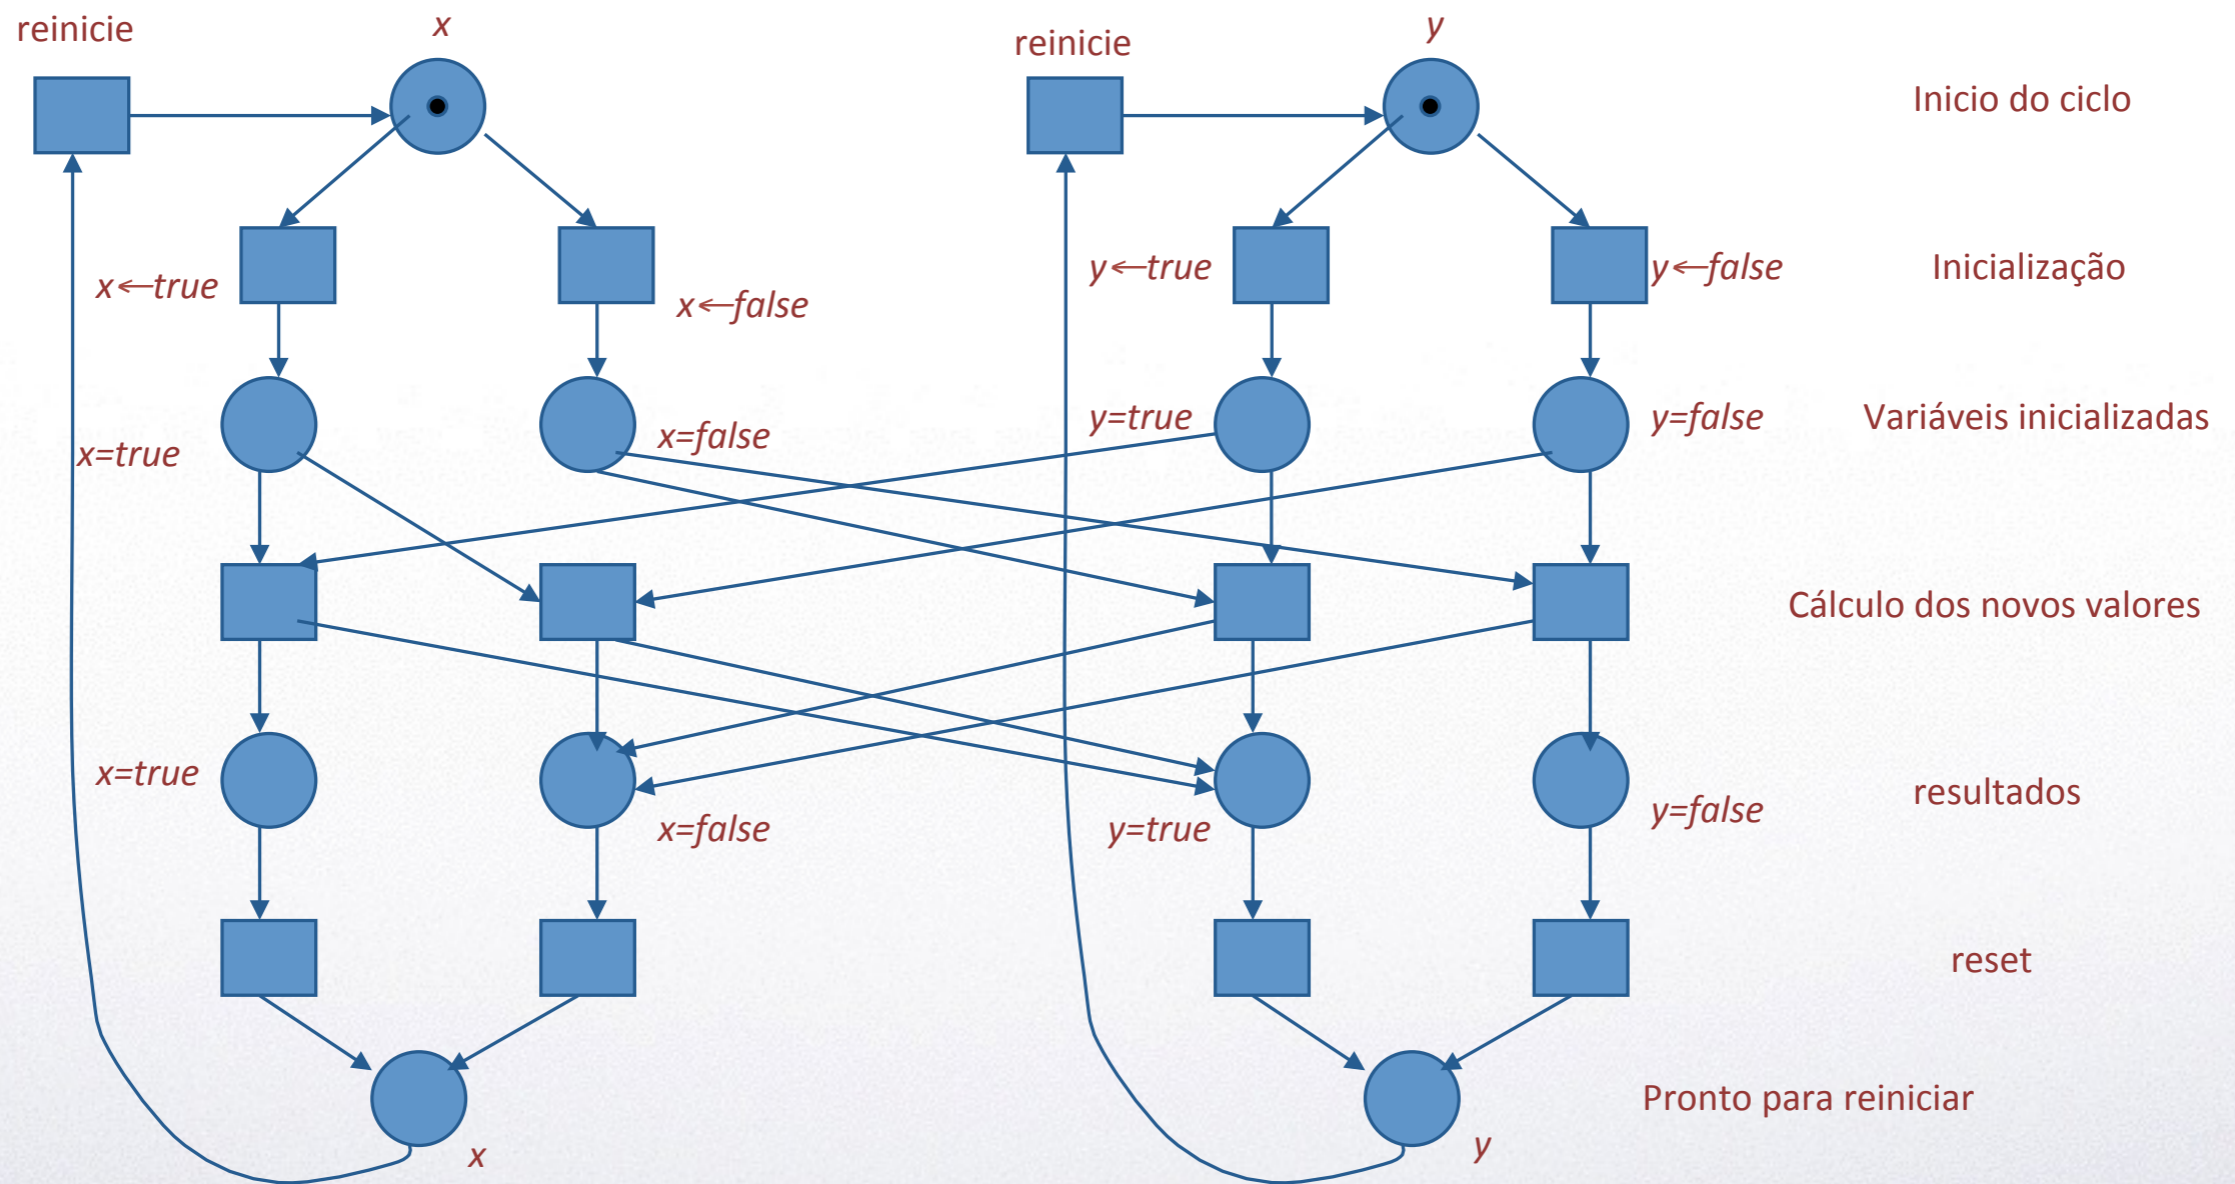 reinicie
x
reinicie
y
Inicio do ciclo
x←true
x←false
y←true
y←false
Inicialização
x=true
x=false
y=true
y=false
Variáveis inicializadas
Cálculo dos novos valores
x=true
x=false
y=true
y=false
resultados
reset
Pronto para reiniciar
x
y